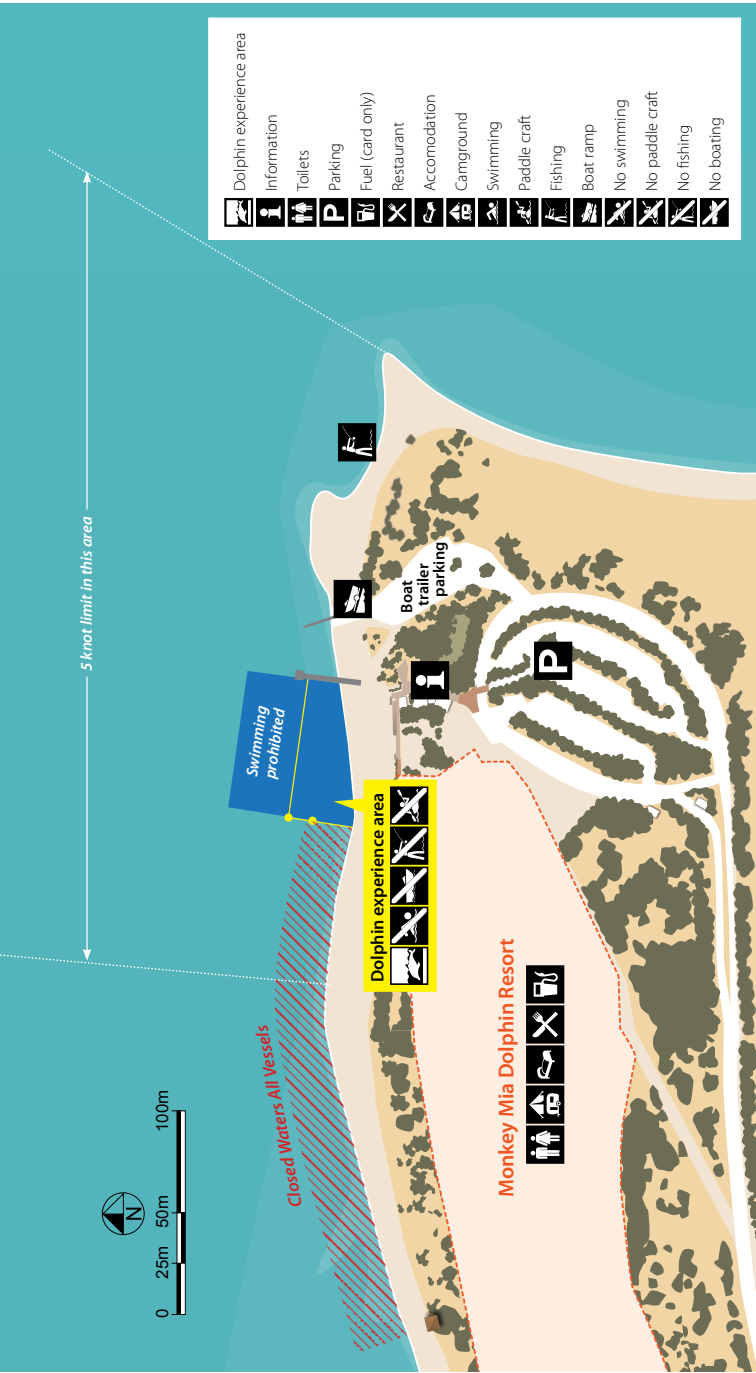 Dolphin experience area
Information
Toilets
Parking
Fuel (card only)
Restaurant
Accomodation
Camground
Swimming
Paddle craft
Fishing
Boat ramp
No swimming
No paddle craft
No fishing
No boating
5 knot limit in this area
Swimming
prohibited
Boat
trailer
parking
P
Dolphin experience area
Closed Waters All Vessels
Monkey Mia Dolphin Resort
N
0
25m
50m
100m